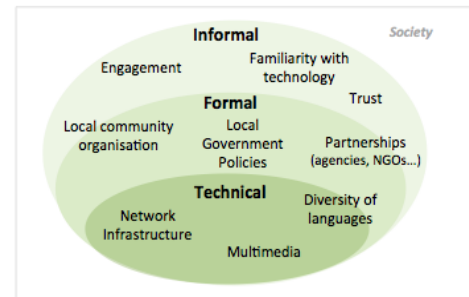 Informal
Society
Engagement
Familiarity with
technology
Trust
Formal
Local community
organisation
Local
Government
Policies
Partnerships
(agencies, NGOs...)
Technical
Diversity of
languages
Network
Infrastructure
Multimedia